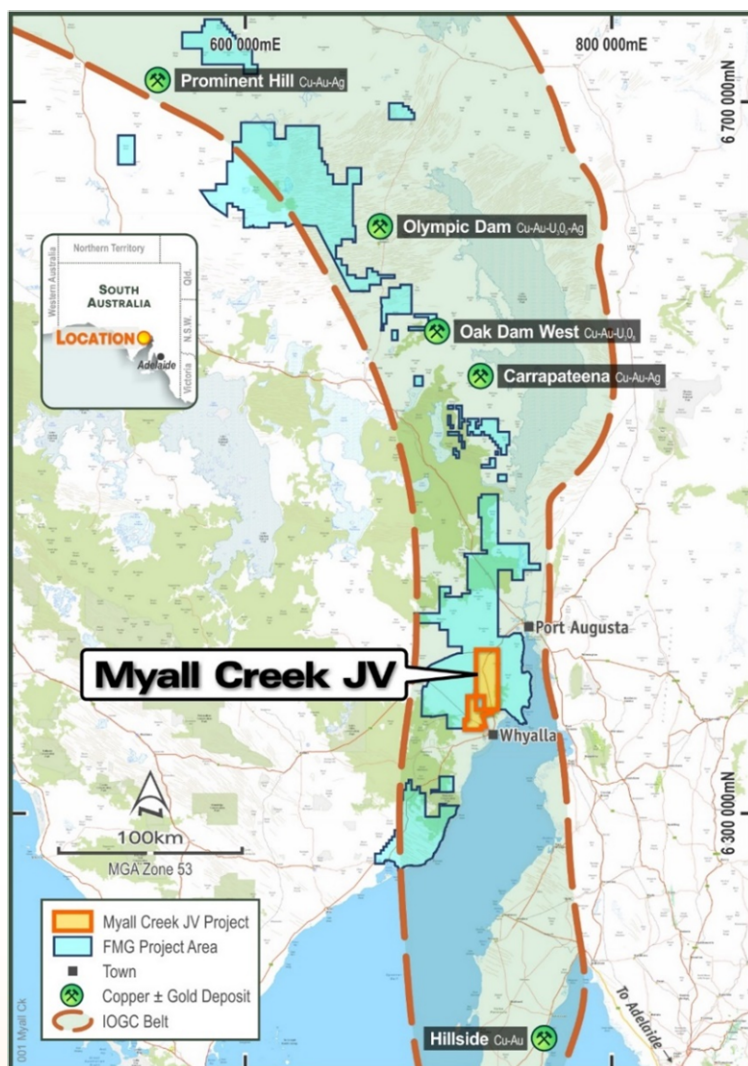 600 000mE
800 000mE
Prominent Hill Cu-Au-Ag
6 700 000mN
Olympic Dam Cu-Au-U₃O₈-Ag
Northern Territory
Western Australia
SOUTH
AUSTRALIA
Qld.
N.S.W.
Victoria
LOCATION
Adelaide
Oak Dam West Cu-Au-U₃O₈
Carrapateena Cu-Au-Ag
Port Augusta
Myall Creek JV
Whyalla
N
100km
MGA Zone 53
6 300 000mN
Myall Creek JV Project
FMG Project Area
Town
Copper ± Gold Deposit
IOGC Belt
001 Myall Ck
Hillside Cu-Au
To Adelaide